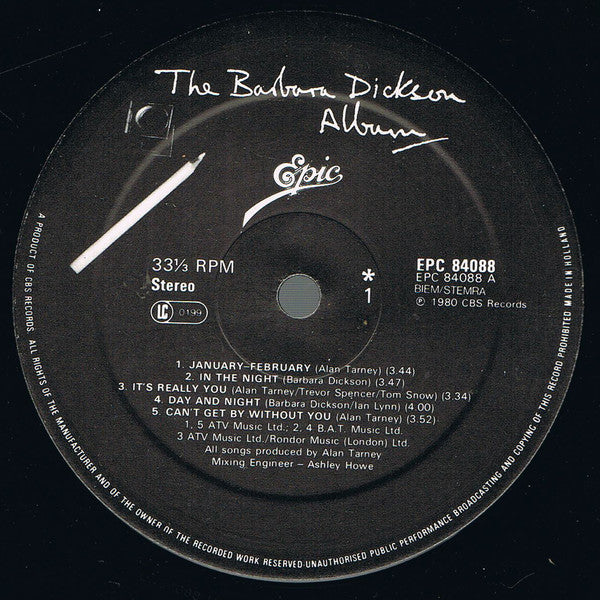 The Barbara Dickson
Album
Epic
33⅓ RPM
Stereo
LC 0199
*
1
EPC 84088
EPC 84088 A
BIEM/STEMRA
℗ 1980 CBS Records
1. JANUARY–FEBRUARY (Alan Tarney) (3.44)
2. IN THE NIGHT (Barbara Dickson) (3.47)
3. IT'S REALLY YOU (Alan Tarney/Trevor Spencer/Tom Snow) (3.34)
4. DAY AND NIGHT (Barbara Dickson/Ian Lynn) (4.00)
5. CAN'T GET BY WITHOUT YOU (Alan Tarney) (3.52)
1, 5 ATV Music Ltd.; 2, 4 B.A.T. Music Ltd.
3 ATV Music Ltd./Rondor Music (London) Ltd.
All songs produced by Alan Tarney
Mixing Engineer – Ashley Howe
A PRODUCT OF CBS RECORDS. ALL RIGHTS OF THE MANUFACTURER AND OF THE OWNER OF THE RECORDED WORK RESERVED·UNAUTHORISED PUBLIC PERFORMANCE BROADCASTING AND COPYING OF THIS RECORD PROHIBITED MADE IN HOLLAND